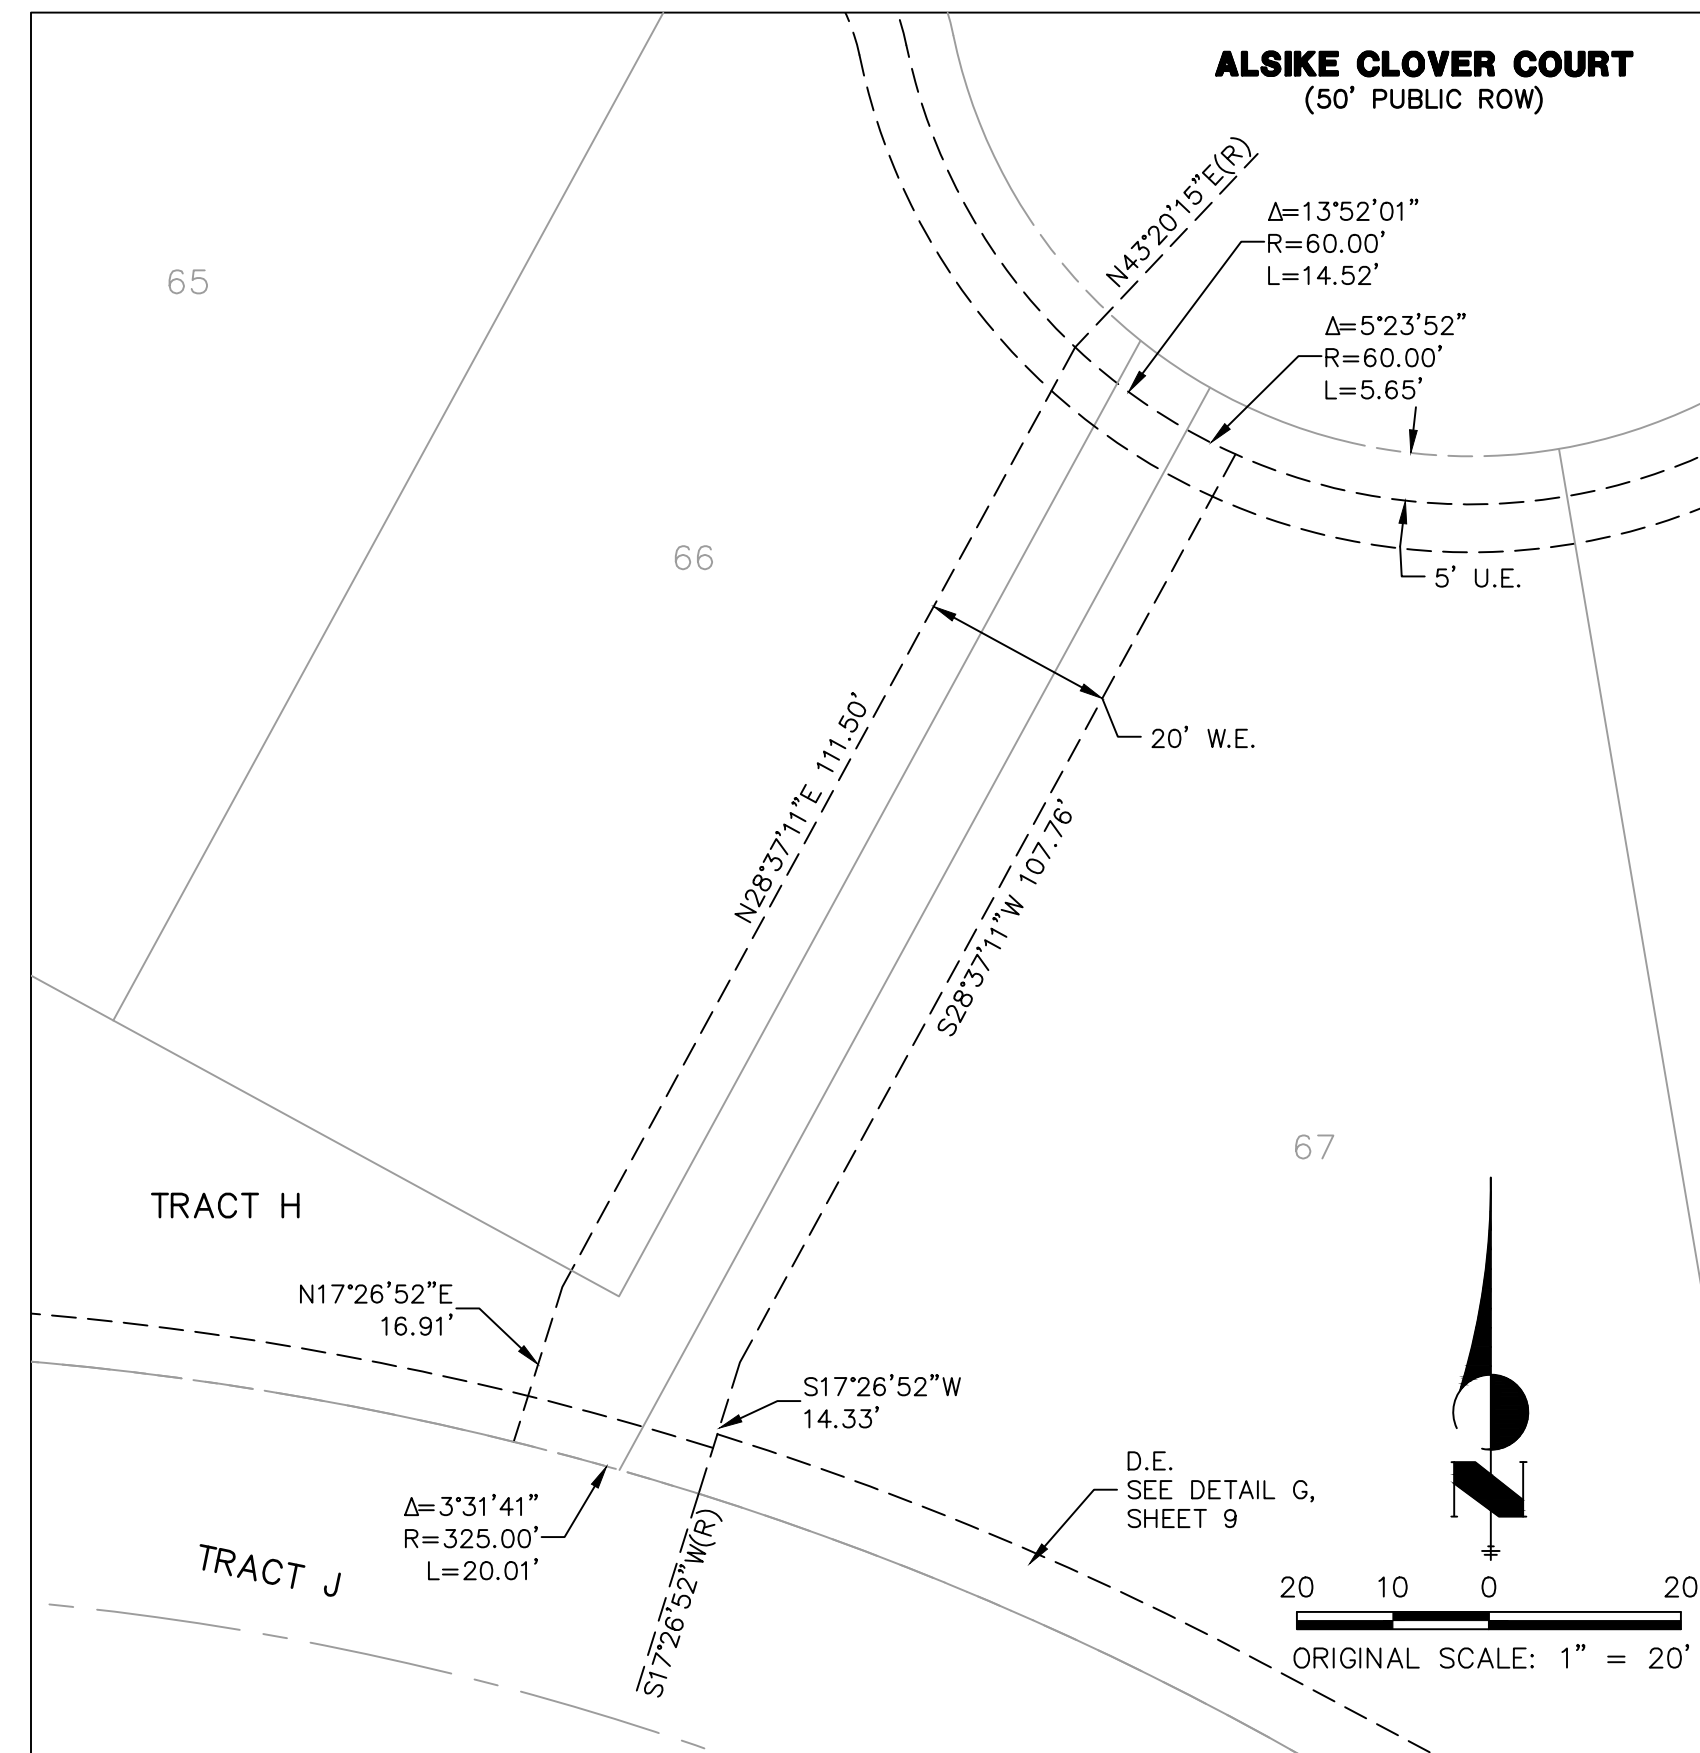 ALSIKE CLOVER COURT
(50' PUBLIC ROW)
N43°20'15"E(R)
Δ=13°52'01"
R=60.00'
L=14.52'
65
Δ=5°23'52"
R=60.00'
L=5.65'
66
5' U.E.
20' W.E.
N28°37'11"E 111.50'
S28°37'11"W 107.76'
67
TRACT H
N17°26'52"E
16.91'
S17°26'52"W
14.33'
D.E.
SEE DETAIL G,
SHEET 9
Δ=3°31'41"
R=325.00'
L=20.01'
TRACT J
S17°26'52"W(R)
N
20 10 0 20
ORIGINAL SCALE: 1" = 20'